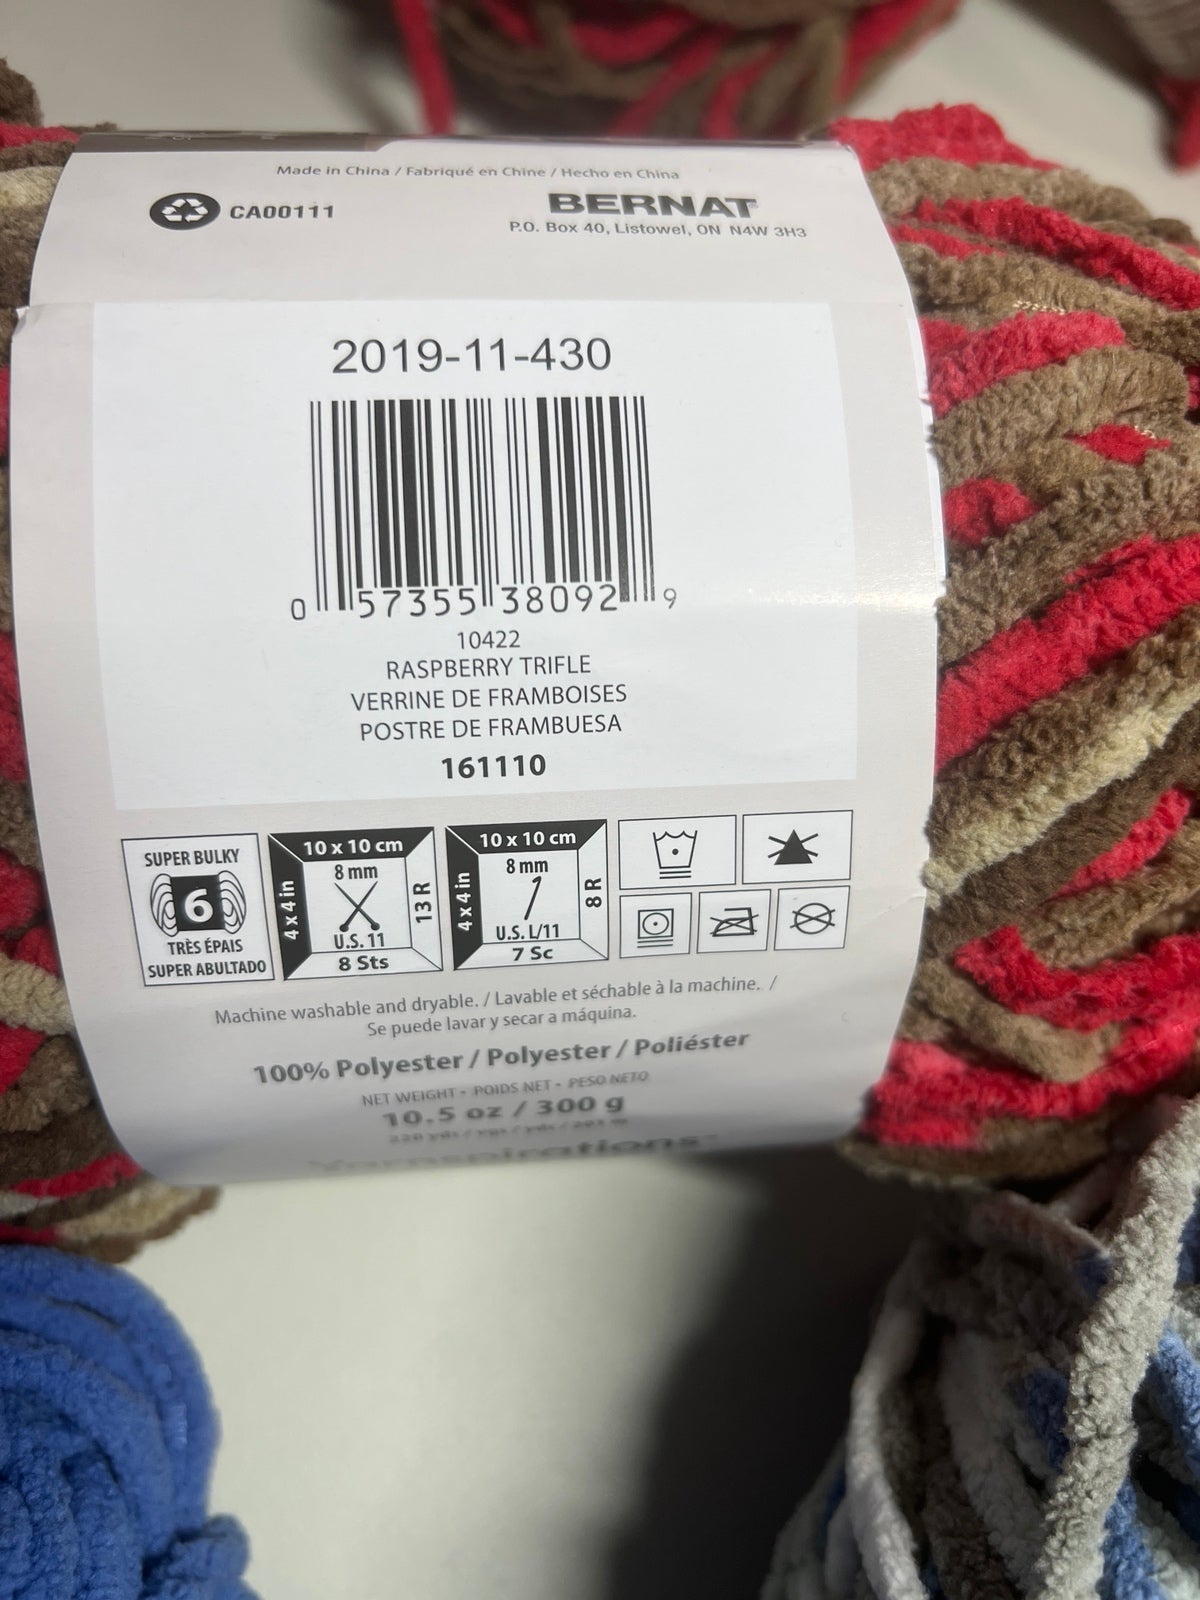 Made in China / Fabriqué en Chine / Hecho en China
CA00111
BERNAT
P.O. Box 40, Listowel, ON N4W 3H3
2019-11-430
0 57355 38092 9
10422
RASPBERRY TRIFLE
VERRINE DE FRAMBOISES
POSTRE DE FRAMBUESA
161110
SUPER BULKY
6
TRÈS ÉPAIS
SUPER ABULTADO
10 x 10 cm
4 x 4 in
8 mm
U.S. 11
13 R
8 Sts
10 x 10 cm
4 x 4 in
8 mm
U.S. L/11
8 R
7 Sc
Machine washable and dryable. / Lavable et séchable à la machine. /
Se puede lavar y secar a máquina.
100% Polyester / Polyester / Poliéster
NET WEIGHT - POIDS NET - PESO NETO
10.5 oz / 300 g
Yarnspirations